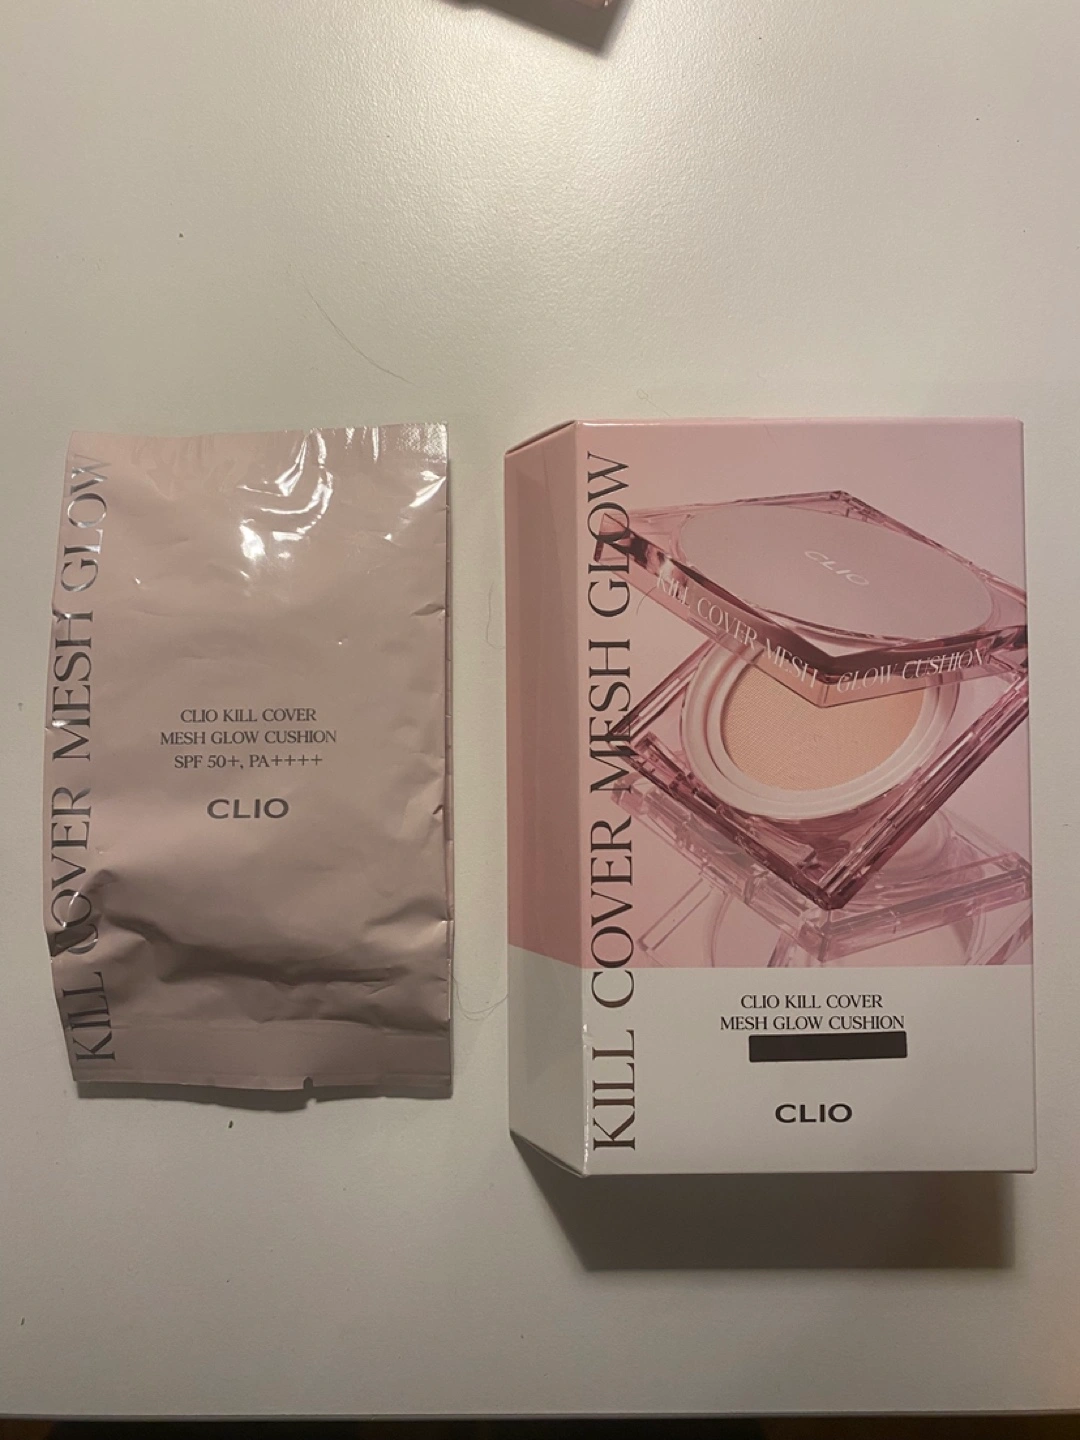 KILL COVER MESH GLOW
CLIO KILL COVER
MESH GLOW CUSHION
SPF 50+, PA++++
CLIO
KILL COVER MESH GLOW
CLIO
KILL COVER MESH GLOW CUSHION
CLIO KILL COVER
MESH GLOW CUSHION
CLIO